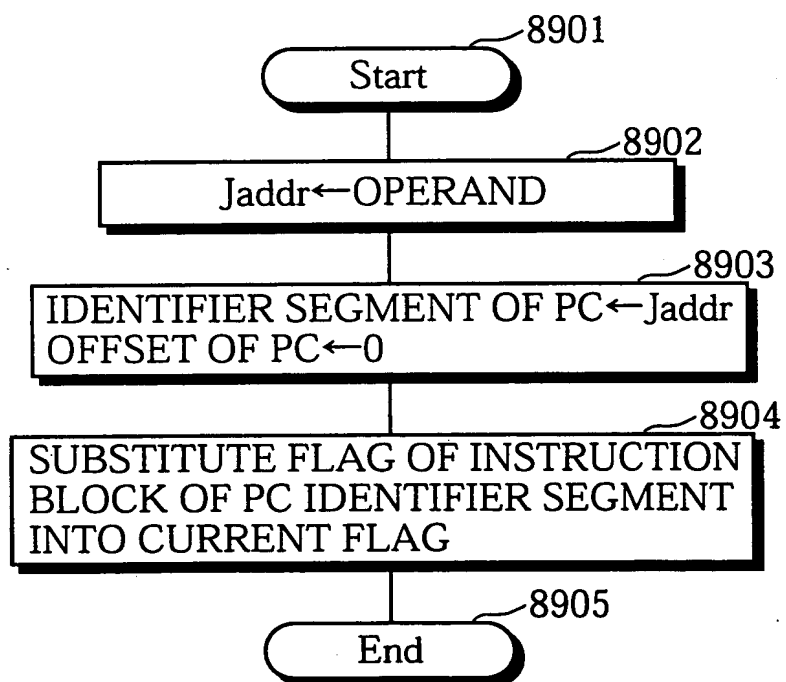 8901
Start
8902
Jaddr←OPERAND
8903
IDENTIFIER SEGMENT OF PC←Jaddr
OFFSET OF PC←0
8904
SUBSTITUTE FLAG OF INSTRUCTION
BLOCK OF PC IDENTIFIER SEGMENT
INTO CURRENT FLAG
8905
End